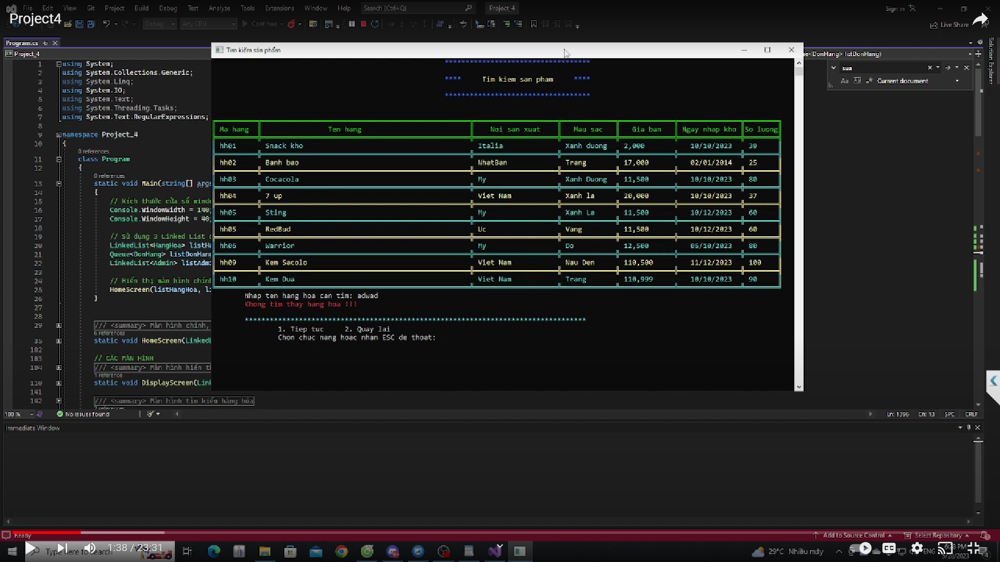 File Edit View Git Project Build Debug Test Analyze Tools Extensions Window Help Search (Ctrl+Q) Project_4 Sign in
Project4
Debug Any CPU Continue Live Share
Program.cs
Project_4
<DonHang> listDonHang)
Solution Explorer
sua
Current document
1 using System;
2 using System.Collections.Generic;
3 using System.Linq;
4 using System.IO;
5 using System.Text;
6 using System.Threading.Tasks;
7 using System.Text.RegularExpressions;
8
9 namespace Project_4
10 {
0 references
11 class Program
12 {
0 references
13 static void Main(string[] args
14 {
15 // Kích thước cửa sổ windo
16 Console.WindowWidth = 140;
17 Console.WindowHeight = 40;
18
19 // Sử dụng 3 Linked List
20 LinkedList<HangHoa> listHa
21 Queue<DonHang> listDonHang
22 LinkedList<Admin> listAdmi
23
24 // Hiển thị màn hình chính
25 HomeScreen(listHangHoa, li
26 }
27
28
29 /// <summary> Màn hình chính,
6 references
35 static void HomeScreen(LinkedL
102
103 // CÁC MÀN HÌNH
104 /// <summary> Màn hình hiển th
1 reference
110 static void DisplayScreen(Link
141
142 /// <summary> Màn hình tìm kiếm hàng hóa
Tìm kiếm sản phẩm
***********************************
**** Tim kiem san pham ****
***********************************
Ma hang Ten hang Noi san xuat Mau sac Gia ban Ngay nhap kho So luong
hh01 Snack kho Italia Xanh duong 2,000 10/10/2023 39
hh02 Banh bao NhatBan Trang 17,000 02/01/2014 25
hh03 Cocacola My Xanh Duong 11,500 10/10/2023 80
hh04 7 up Viet Nam Xanh la 20,000 10/10/2023 37
hh05 Sting My Xanh La 11,500 10/12/2023 60
hh05 RedBud Uc Vang 11,500 10/12/2023 60
hh06 Warrior My Do 12,500 05/10/2023 80
hh09 Kem Sacolo Viet Nam Nau Den 110,500 11/12/2023 100
hh10 Kem Dua Viet Nam Trang 110,999 10/10/2023 90
Nhap ten hang hoa can tim: adwad
Khong tim thay hang hoa !!!
**********************************************************************************
1. Tiep tuc 2. Quay lai
Chon chuc nang hoac nhan ESC de thoat:
100 % No issues found Ln: 1396 Ch: 13 SPC CRLF
Immediate Window
Ready Add to Source Control Select Repository
Type here to search 1:38 / 23:31 29°C Nhiều mây ENG
5/28/2023